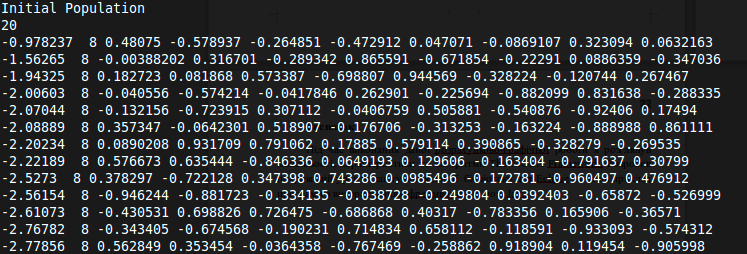 Initial Population
20
-0.978237 8 0.48075 -0.578937 -0.264851 -0.472912 0.047071 -0.0869107 0.323094 0.0632163
-1.56265 8 -0.00388202 0.316701 -0.289342 0.865591 -0.671854 -0.22291 0.0886359 -0.347036
-1.94325 8 0.182723 0.081868 0.573387 -0.698807 0.944569 -0.328224 -0.120744 0.267467
-2.00603 8 -0.040556 -0.574214 -0.0417846 0.262901 -0.225694 -0.882099 0.831638 -0.288335
-2.07044 8 -0.132156 -0.723915 0.307112 -0.0406759 0.505881 -0.540876 -0.92406 0.17494
-2.08889 8 0.357347 -0.0642301 0.518907 -0.176706 -0.313253 -0.163224 -0.888988 0.861111
-2.20234 8 0.0890208 0.931709 0.791062 0.117885 0.579114 0.390865 -0.328279 -0.269535
-2.22189 8 0.576673 0.635444 -0.846336 0.0649193 0.129606 -0.163404 -0.791637 0.30799
-2.5273 8 0.378297 -0.722128 0.347398 0.743286 0.0985496 -0.172781 -0.960497 0.476912
-2.56154 8 -0.946244 -0.881723 -0.334135 -0.038728 -0.249804 0.0392403 -0.65872 -0.526999
-2.61073 8 -0.430531 0.698826 0.726475 -0.686868 0.40317 -0.783356 0.165906 -0.36571
-2.76782 8 -0.343405 -0.674568 -0.190231 0.714834 0.658112 -0.118591 -0.933093 -0.574312
-2.77856 8 0.562849 0.353454 -0.0364358 -0.767469 -0.258862 0.918904 0.119454 -0.905998